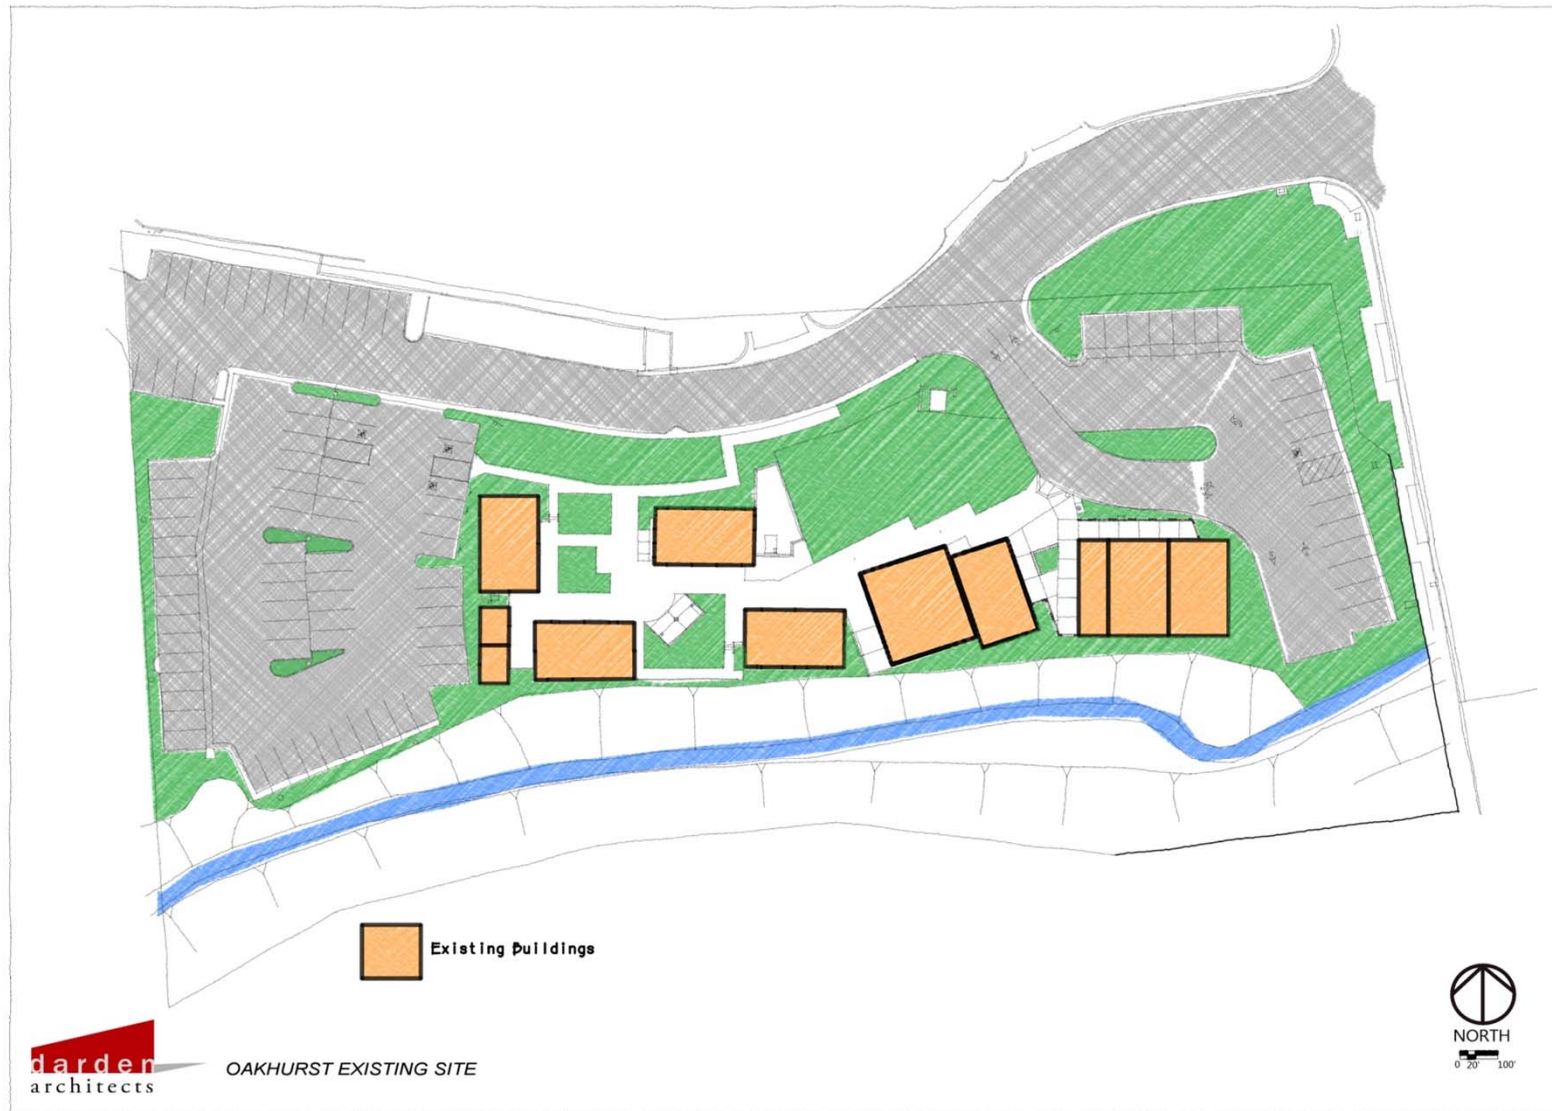 Existing Buildings
darden
architects
OAKHURST EXISTING SITE
NORTH
0 20' 100'